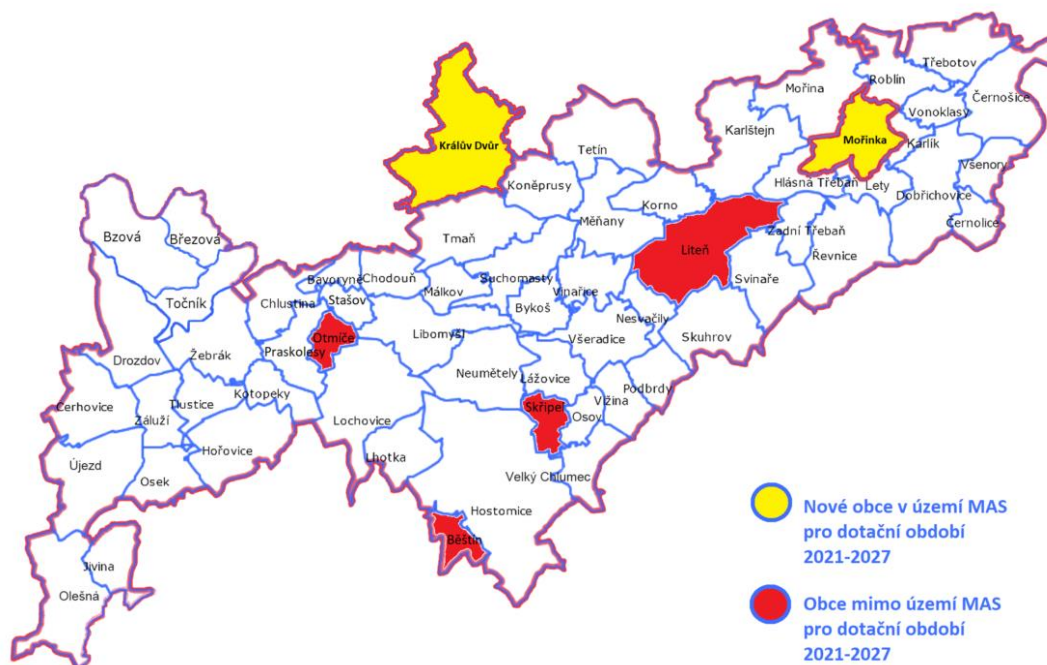 Třebotov
Roblín
Mořina
Černošice
Vonoklasy
Karlštejn
Mořinka
Karlík
Králův Dvůr
Tetín
Všenory
Koněprusy
Hlásná Třebaň
Lety
Dobřichovice
Korno
Měňany
Černolice
Bzová
Březová
Tmaň
Liteň
Zadní Třebaň
Řevnice
Bavoryně
Chodouň
Suchomasty
Svinaře
Točník
Chlustina
Stašov
Málkov
Vinařice
Bykoš
Nesvačily
Otmíče
Libomyšl
Všeradice
Skuhrov
Drozdov
Žebrák
Praskolesy
Neumětely
Lážovice
Podbrdy
Kotopeky
Cerhovice
Tlustice
Vižina
Skřipel
Osov
Záluží
Lochovice
Hořovice
Lhotka
Újezd
Osek
Velký Chlumec
Hostomice
Běštín
Jivina
Olešná
Nové obce v území MAS
pro dotační období
2021-2027
Obce mimo území MAS
pro dotační období
2021-2027